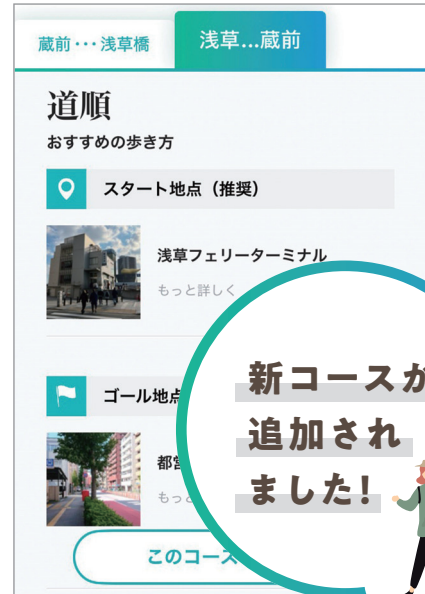 蔵前･･･浅草橋
浅草...蔵前
道順
おすすめの歩き方
スタート地点（推奨）
浅草フェリーターミナル
もっと詳しく
ゴール地点
都営
もっと
このコース
新コースが
追加され
ました!